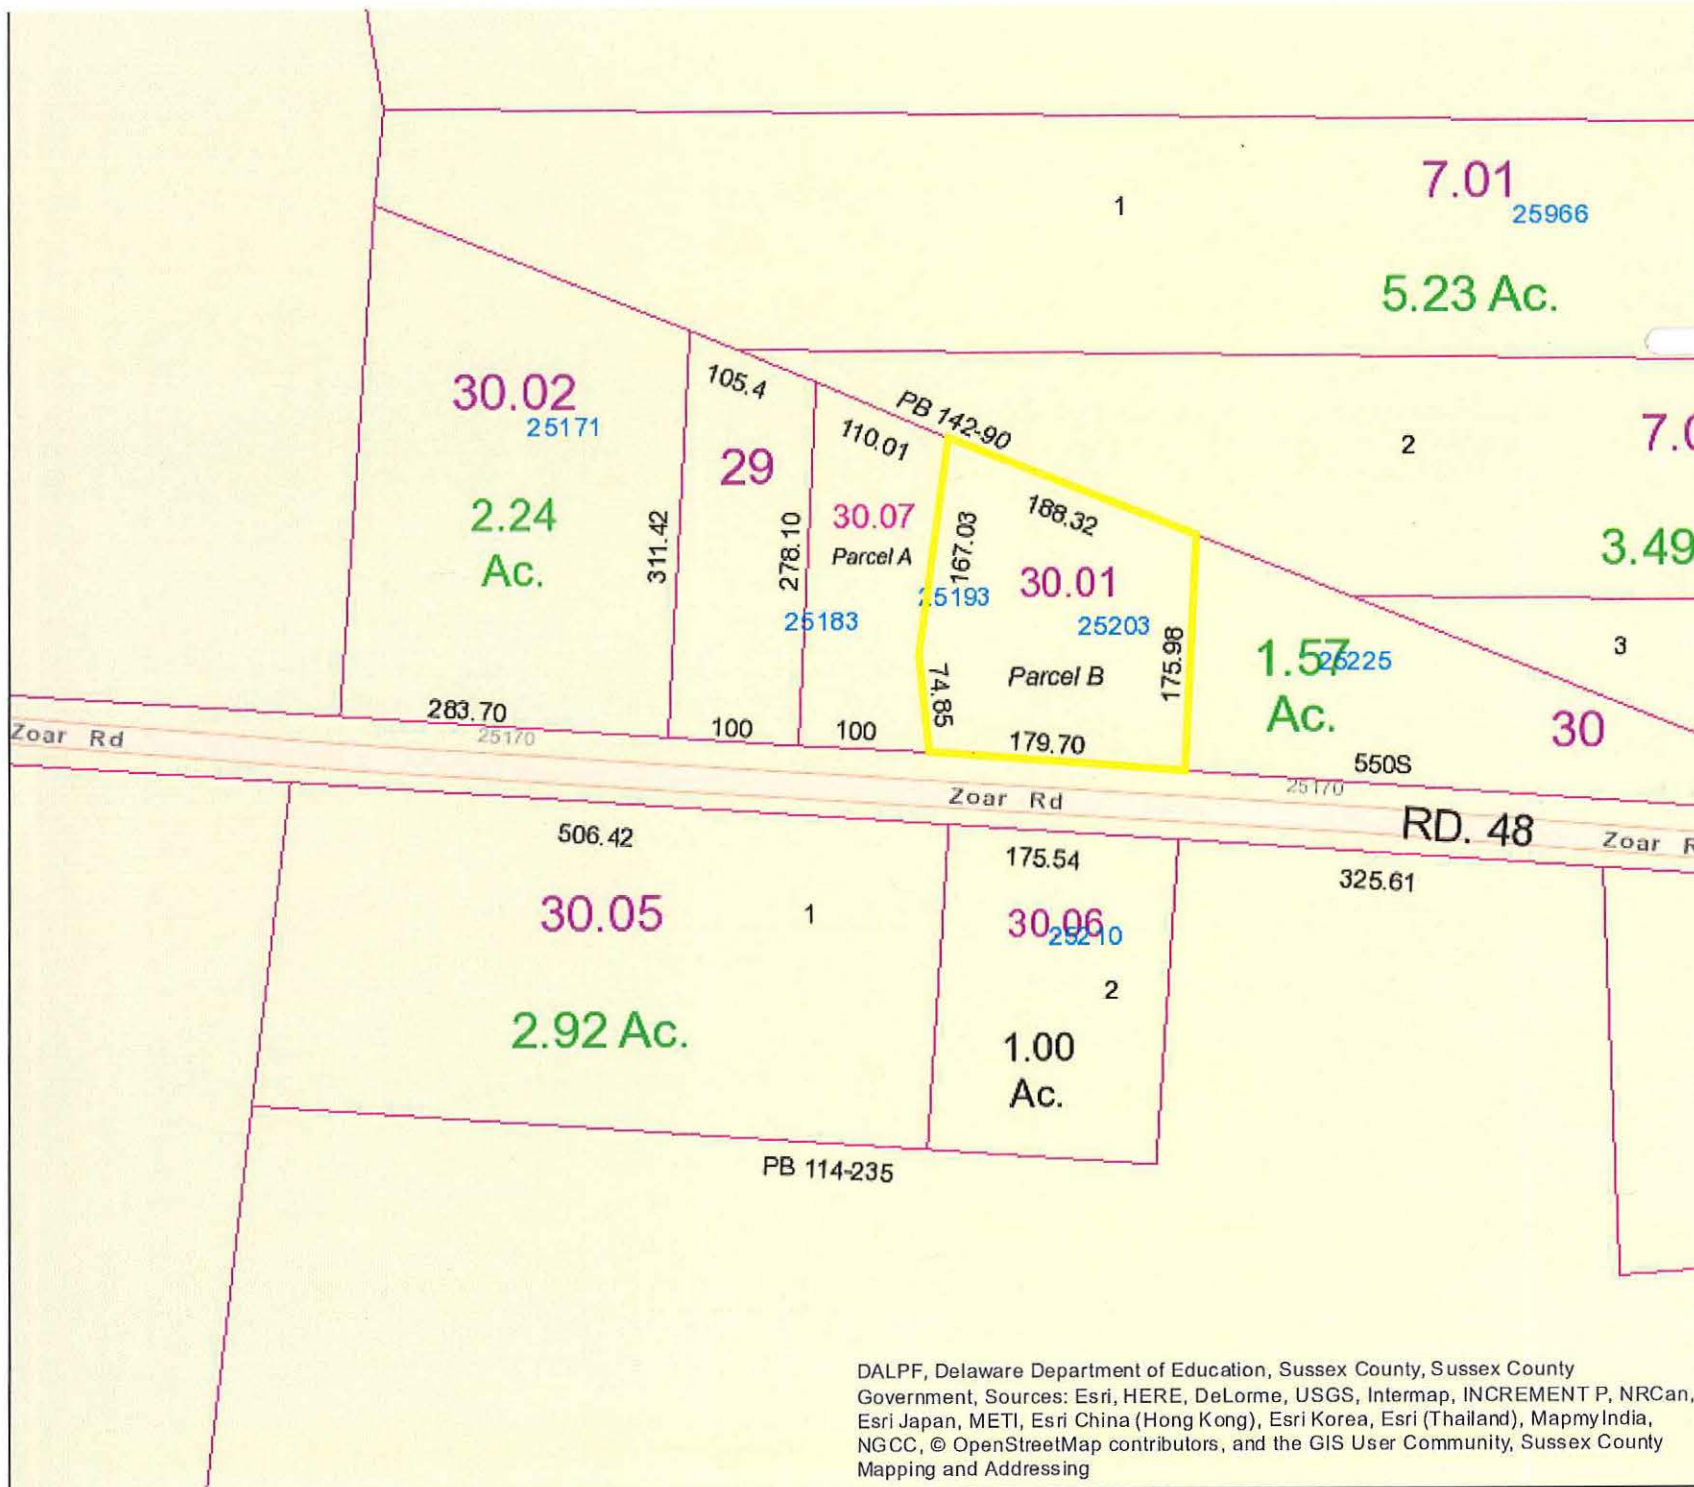 7.01
25966
1
5.23 Ac.
30.02
25171
105.4
PB 142-90
110.01
29
2
188.32
2.24
Ac.
30.07
Parcel A
311.42
278.10
167.03
30.01
3.49
25183
25193
25203
Parcel B
175.98
1.57
25225
Ac.
3
30
74.85
283.70
100
100
179.70
550S
Zoar Rd
25170
25170
Zoar Rd
RD. 48
Zoar R
506.42
175.54
325.61
30.05
1
30.06
25210
2
2.92 Ac.
1.00
Ac.
PB 114-235
DALPF, Delaware Department of Education, Sussex County, Sussex County
Government, Sources: Esri, HERE, DeLorme, USGS, Intermap, INCREMENT P, NRCan,
Esri Japan, METI, Esri China (Hong Kong), Esri Korea, Esri (Thailand), MapmyIndia,
NGCC, © OpenStreetMap contributors, and the GIS User Community, Sussex County
Mapping and Addressing